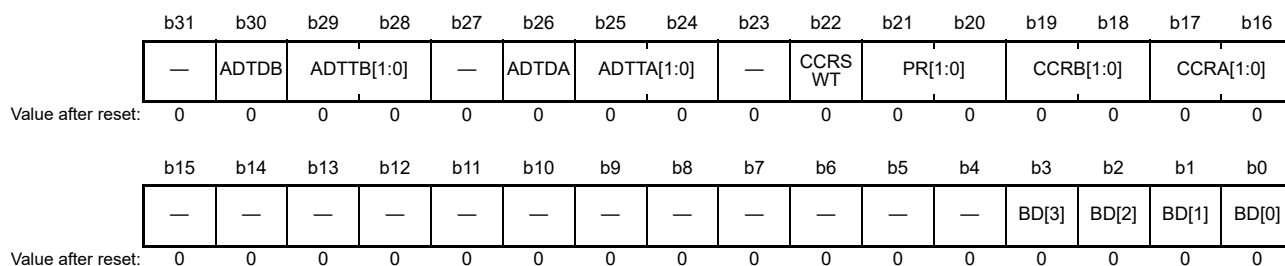 b31 b30 b29 b28 b27 b26 b25 b24 b23 b22 b21 b20 b19 b18 b17 b16
— ADTDB ADTTB[1:0] — ADTDA ADTTA[1:0] — CCRS WT PR[1:0] CCRB[1:0] CCRA[1:0]
Value after reset: 0 0 0 0 0 0 0 0 0 0 0 0 0 0 0 0
b15 b14 b13 b12 b11 b10 b9 b8 b7 b6 b5 b4 b3 b2 b1 b0
— — — — — — — — — — — — BD[3] BD[2] BD[1] BD[0]
Value after reset: 0 0 0 0 0 0 0 0 0 0 0 0 0 0 0 0